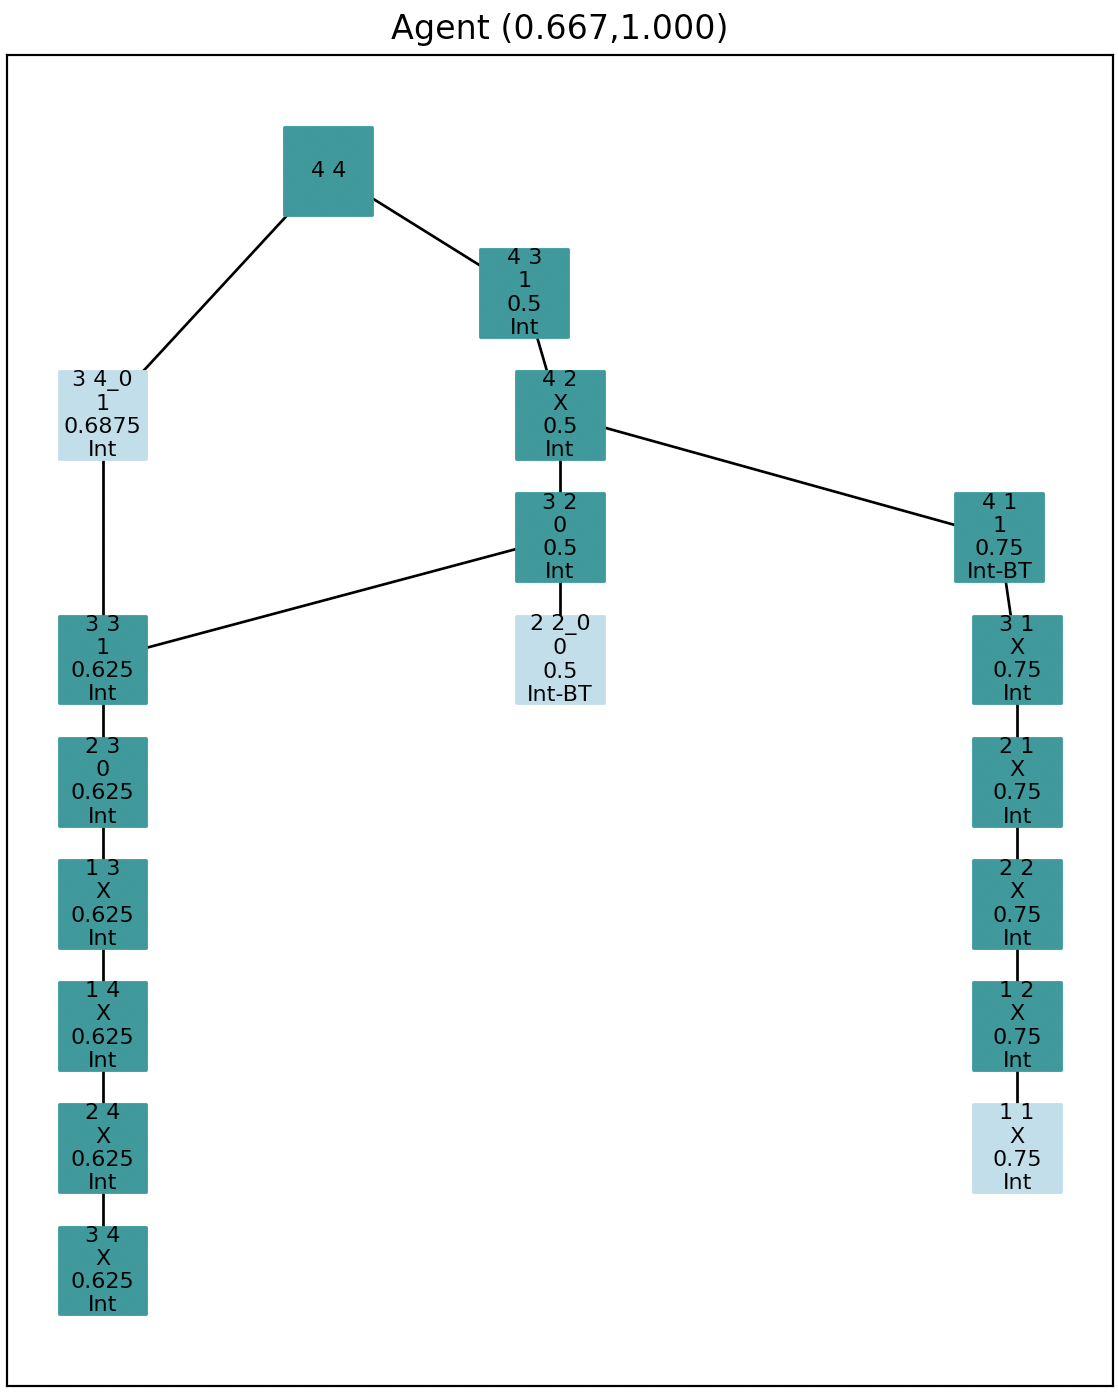 Agent (0.667,1.000)
4 4
4 3
1
0.5
Int
3 4_0
1
0.6875
Int
4 2
X
0.5
Int
3 2
0
0.5
Int
4 1
1
0.75
Int-BT
3 3
1
0.625
Int
2 2_0
0
0.5
Int-BT
3 1
X
0.75
Int
2 3
0
0.625
Int
2 1
X
0.75
Int
1 3
X
0.625
Int
2 2
X
0.75
Int
1 4
X
0.625
Int
1 2
X
0.75
Int
2 4
X
0.625
Int
1 1
X
0.75
Int
3 4
X
0.625
Int